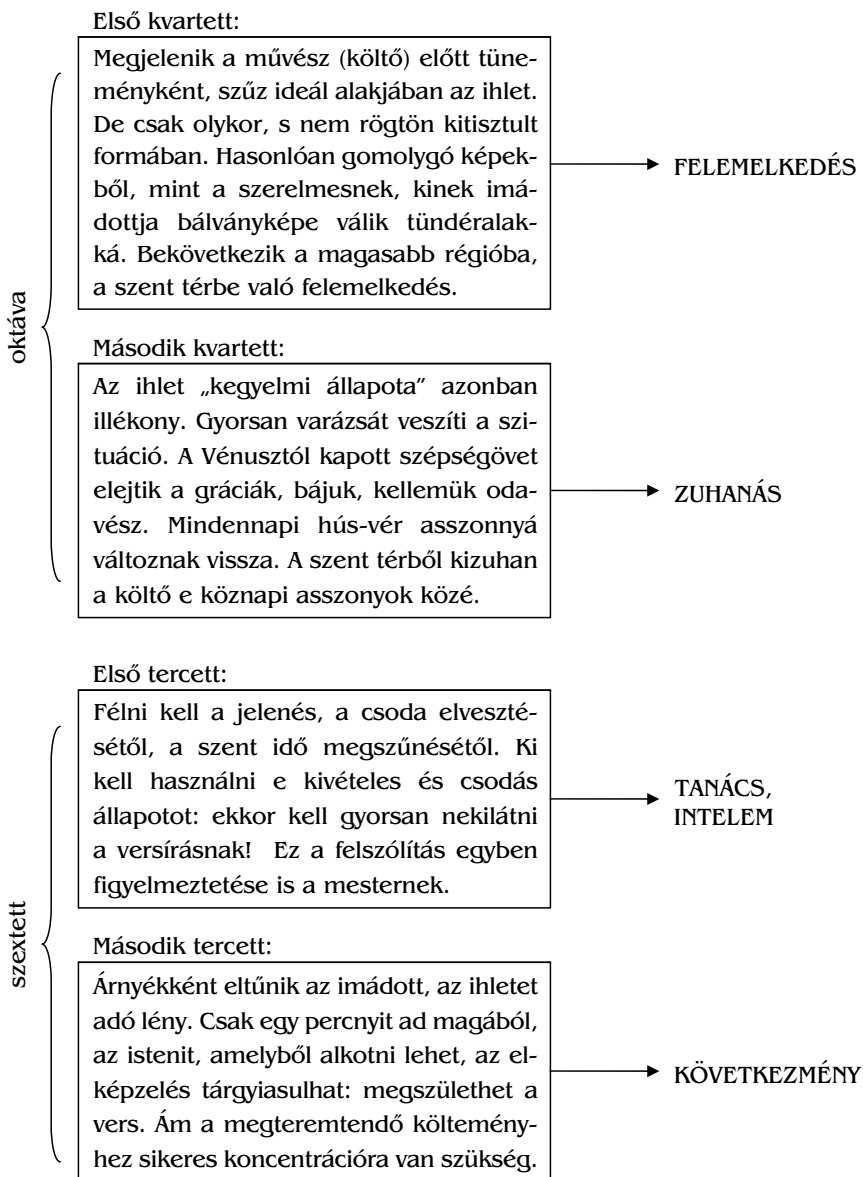 Első kvartett:
Megjelenik a művész (költő) előtt tüne-
ményként, szűz ideál alakjában az ihlet.
De csak olykor, s nem rögtön kitisztult
formában. Hasonlóan gomolygó képek-
ből, mint a szerelmesnek, kinek imá-
dottja bálványképe válik tündéralak-
ká. Bekövetkezik a magasabb régióba,
a szent térbe való felemelkedés.
FELEMELKEDÉS
oktáva
Második kvartett:
Az ihlet „kegyelmi állapota” azonban
illékony. Gyorsan varázsát veszíti a szi-
tuáció. A Vénusztól kapott szépségövet
elejtik a gráciák, bájuk, kellemük oda-
vész. Mindennapi hús-vér asszonnyá
változnak vissza. A szent térből kizuhan
a költő e köznapi asszonyok közé.
ZUHANÁS
Első tercett:
Félni kell a jelenés, a csoda elveszté-
sétől, a szent idő megszűnésétől. Ki
kell használni e kivételes és csodás
állapotot: ekkor kell gyorsan nekilátni
a versírásnak! Ez a felszólítás egyben
figyelmeztetése is a mesternek.
TANÁCS,
INTELEM
szextett
Második tercett:
Árnyékként eltűnik az imádott, az ihletet
adó lény. Csak egy percnyit ad magából,
az istenit, amelyből alkotni lehet, az el-
képzelés tárgyiasulhat: megszülethet a
vers. Ám a megteremtendő költemény-
hez sikeres koncentrációra van szükség.
KÖVETKEZMÉNY